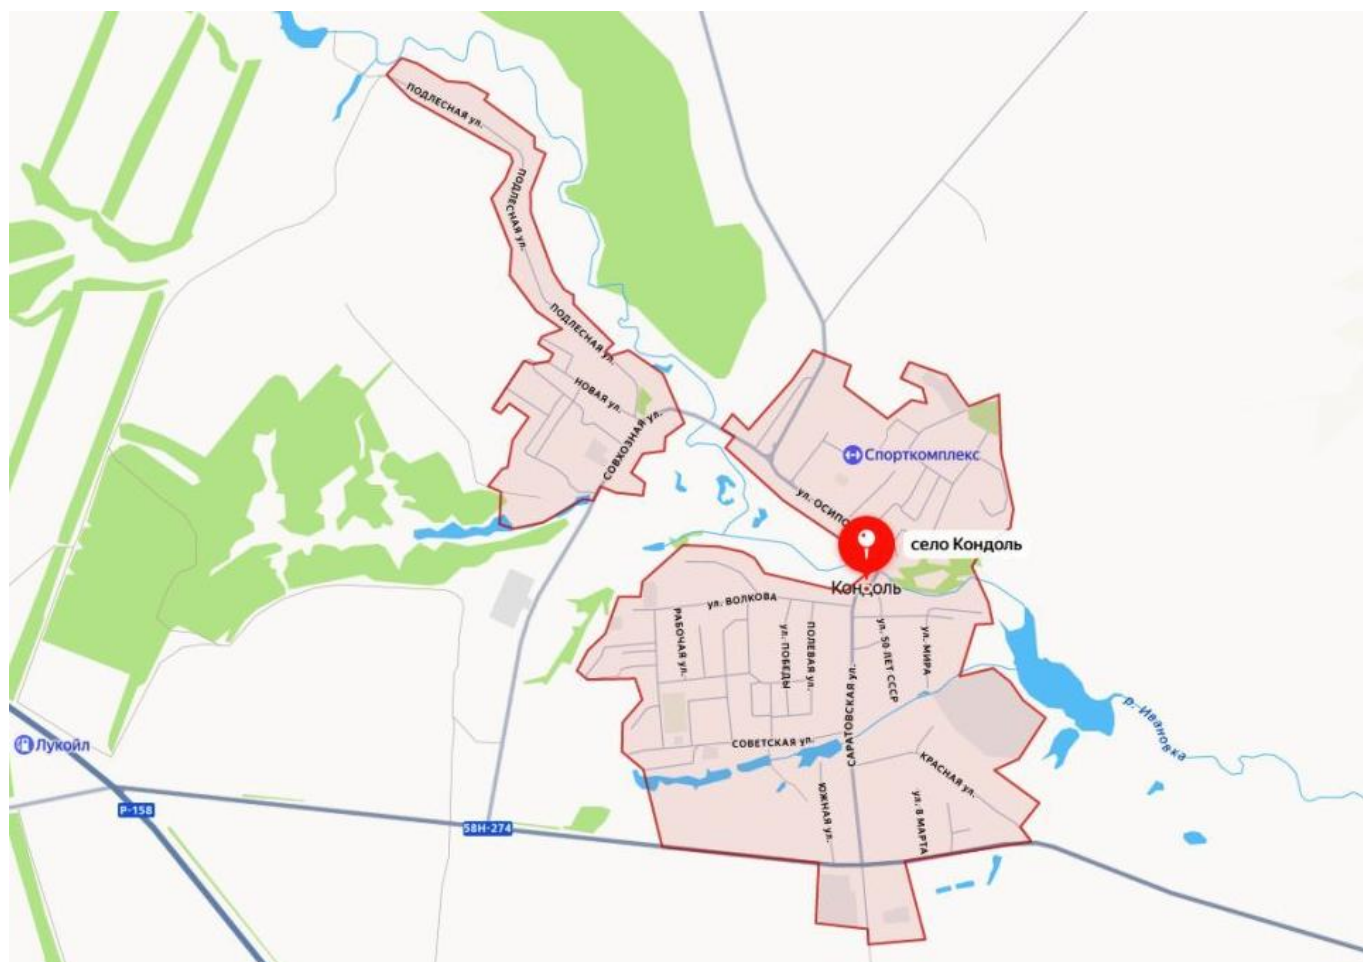 ПОДЛЕСНАЯ ул.
ПОДЛЕСНАЯ ул.
ПОДЛЕСНАЯ ул.
НОВАЯ ул.
СОВХОЗНАЯ ул.
Спорткомплекс
ул. ОСИПО
село Кондоль
Кондоль
ул. ВОЛКОВА
РАБОЧАЯ ул.
ул. ПОБЕДЫ
ПОЛЕВАЯ ул.
САРАТОВСКАЯ ул.
ул. 50 ЛЕТ СССР
ул. МИРА
р. Ивановка
СОВЕТСКАЯ ул.
Лукойл
КРАСНАЯ ул.
ЮЖНАЯ ул.
ул. 8 МАРТА
Р-158
58Н-274